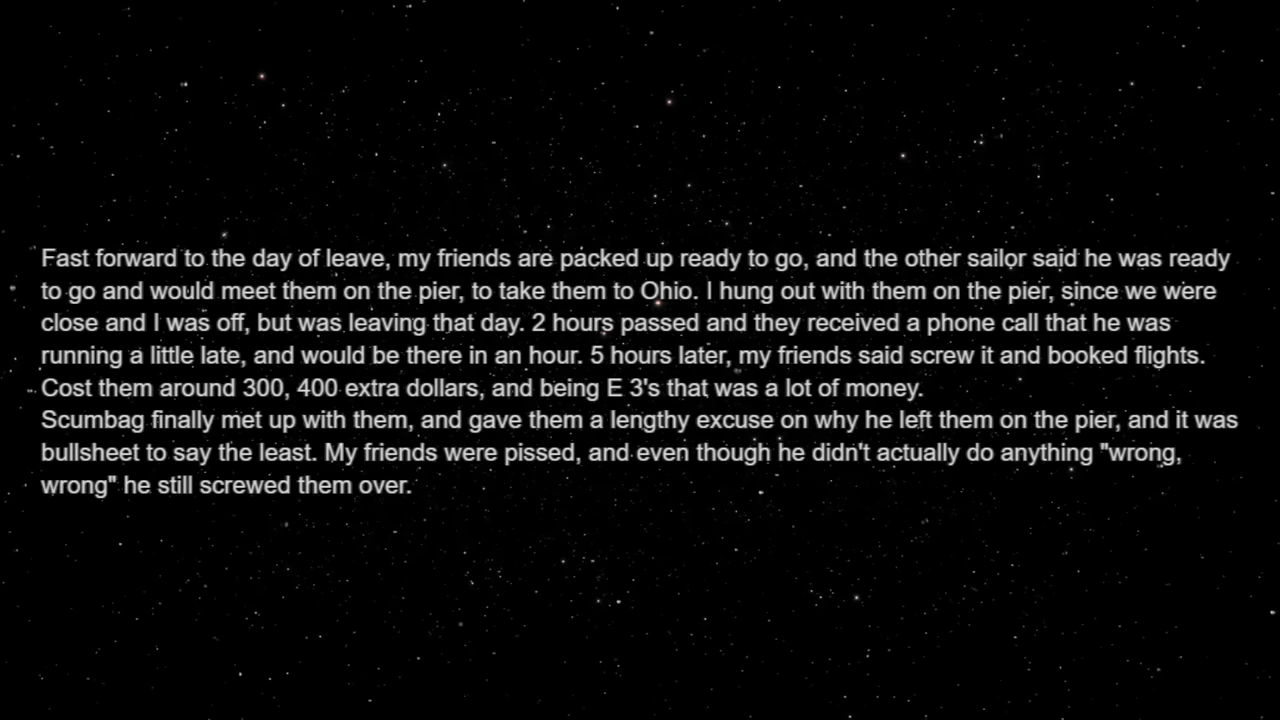 Fast forward to the day of leave, my friends are packed up ready to go, and the other sailor said he was ready
to go and would meet them on the pier, to take them to Ohio. I hung out with them on the pier, since we were
close and I was off, but was leaving that day. 2 hours passed and they received a phone call that he was
running a little late, and would be there in an hour. 5 hours later, my friends said screw it and booked flights.
Cost them around 300, 400 extra dollars, and being E 3's that was a lot of money.
Scumbag finally met up with them, and gave them a lengthy excuse on why he left them on the pier, and it was
bullsheet to say the least. My friends were pissed, and even though he didn't actually do anything "wrong,
wrong" he still screwed them over.